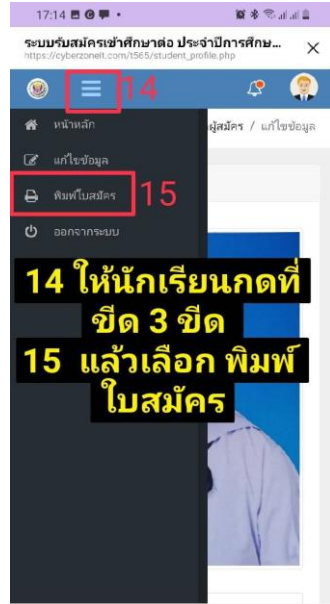 17:14
ระบบรับสมัครเข้าศึกษาต่อ ประจำปีการศึกษ...
https://cyberzoneit.com/t565/student_profile.php
14
หน้าหลัก
ผู้สมัคร / แก้ไขข้อมูล
แก้ไขข้อมูล
พิมพ์ใบสมัคร 15
ออกจากระบบ
14 ให้นักเรียนกดที่
ขีด 3 ขีด
15 แล้วเลือก พิมพ์
ใบสมัคร